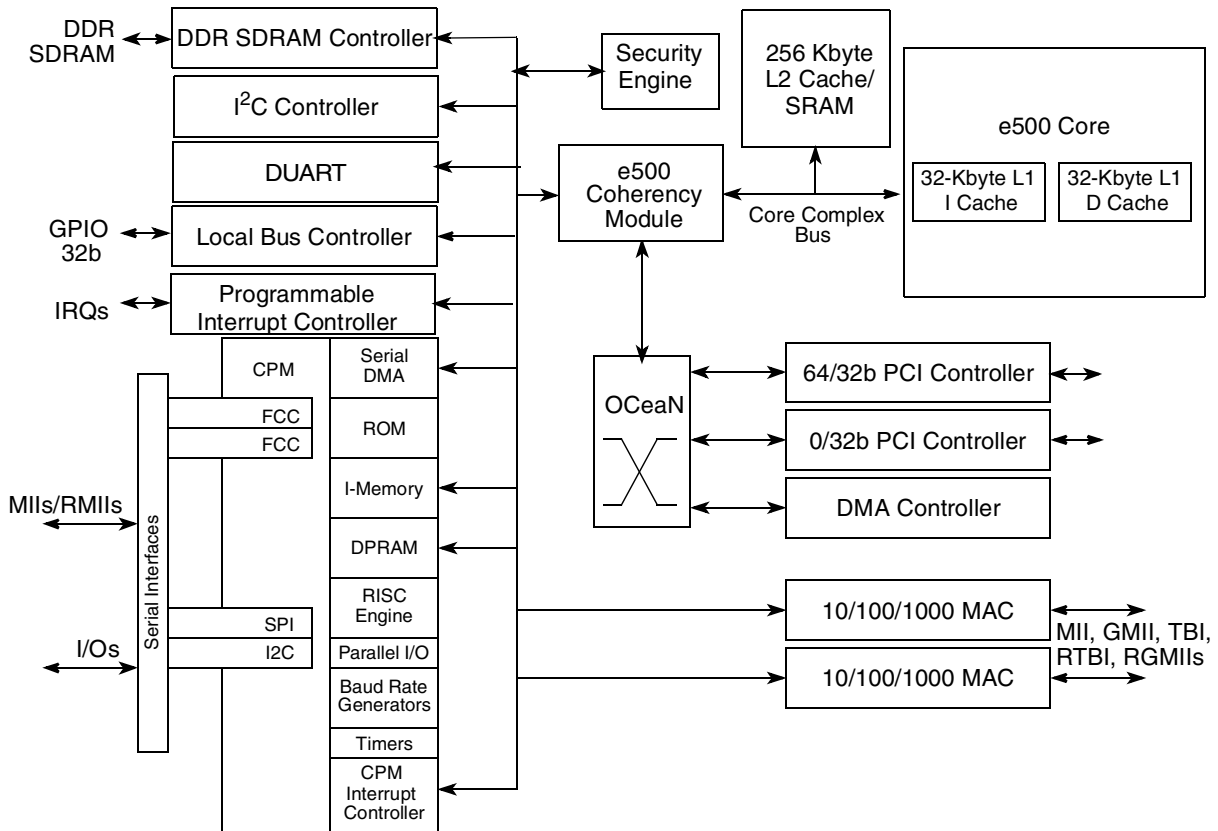 DDR
SDRAM
DDR SDRAM Controller
I²C Controller
DUART
GPIO
32b
Local Bus Controller
IRQs
Programmable
Interrupt Controller
Security
Engine
256 Kbyte
L2 Cache/
SRAM
e500 Core
32-Kbyte L1
I Cache
32-Kbyte L1
D Cache
e500
Coherency
Module
Core Complex
Bus
CPM
Serial
DMA
FCC
FCC
ROM
I-Memory
MIIs/RMIIs
DPRAM
Serial Interfaces
RISC
Engine
SPI
I2C
I/Os
Parallel I/O
Baud Rate
Generators
Timers
CPM
Interrupt
Controller
OCeaN
64/32b PCI Controller
0/32b PCI Controller
DMA Controller
10/100/1000 MAC
10/100/1000 MAC
MII, GMII, TBI,
RTBI, RGMIIs